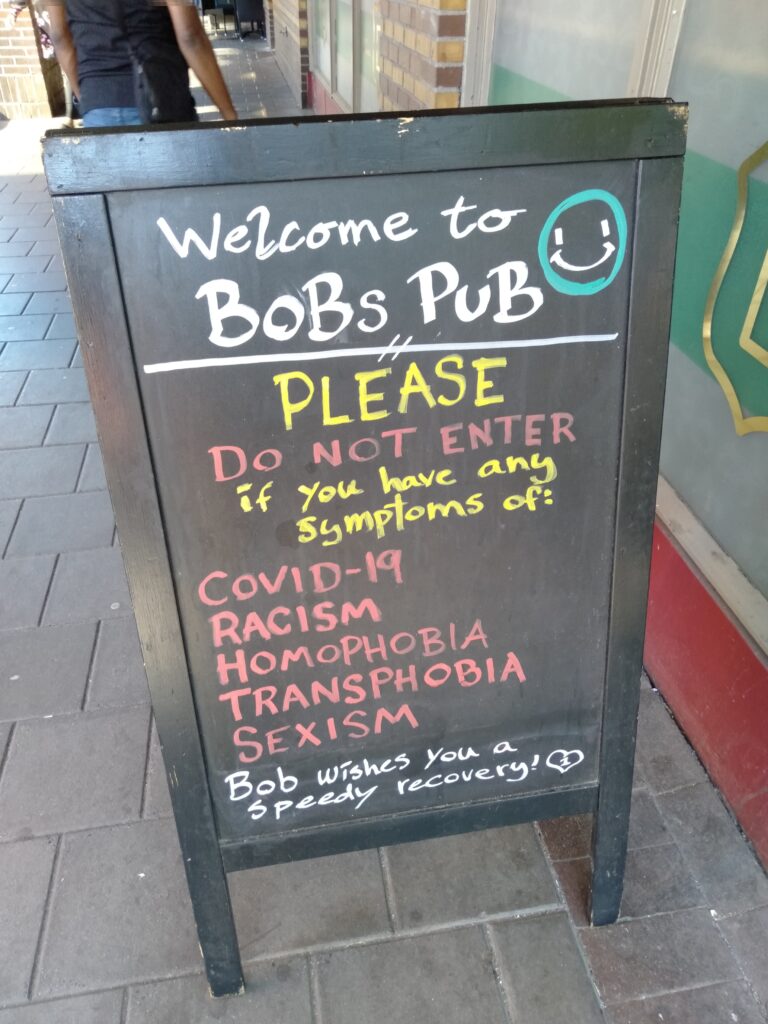 Welcome to
BOBs PUB
PLEASE
DO NOT ENTER
if you have any
symptoms of:
COVID-19
RACISM
HOMOPHOBIA
TRANSPHOBIA
SEXISM
Bob wishes you a
speedy recovery!